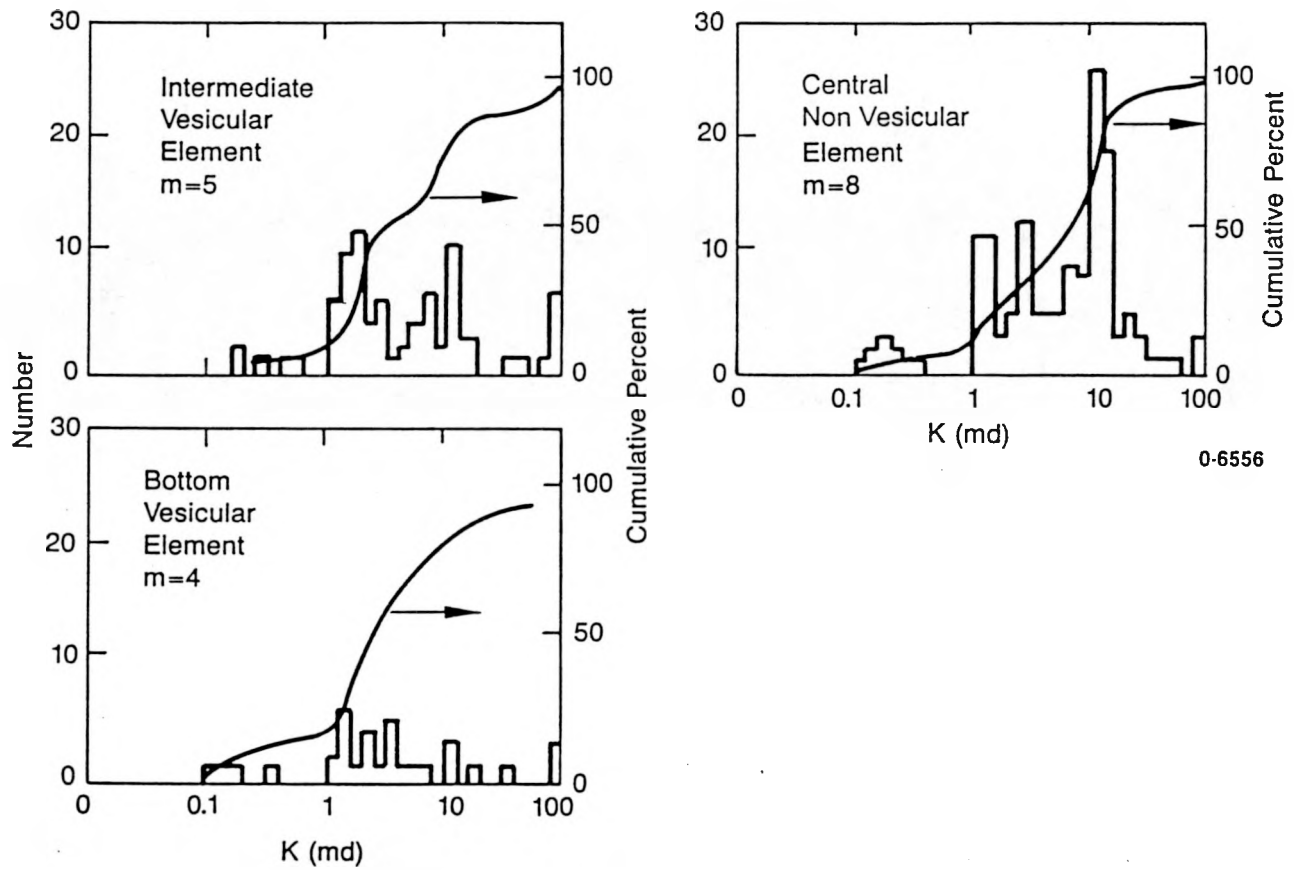 30
20
10
0
Intermediate
Vesicular
Element
m=5
100
50
0
30
20
10
0
Bottom
Vesicular
Element
m=4
100
50
0
0 0.1 1 10 100
K (md)
Number
Cumulative Percent
30
20
10
0
Central
Non Vesicular
Element
m=8
100
50
0
0 0.1 1 10 100
K (md)
Cumulative Percent
0-6556